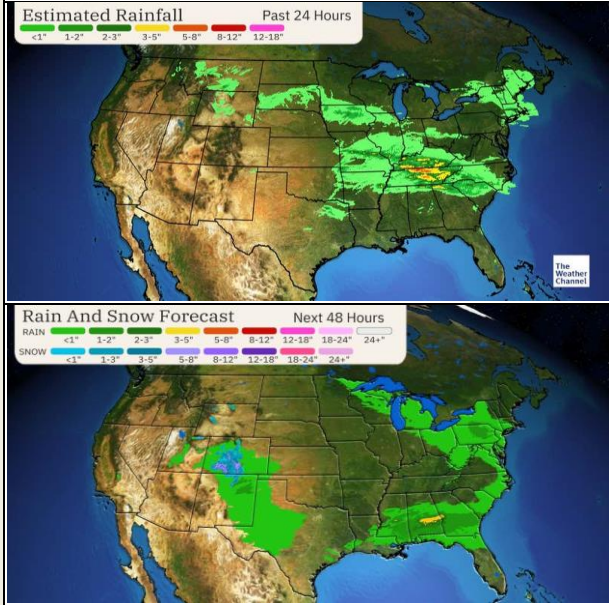 Estimated Rainfall Past 24 Hours
<1" 1-2" 2-3" 3-5" 5-8" 8-12" 12-18"
The
Weather
Channel
Rain And Snow Forecast Next 48 Hours
RAIN
<1" 1-2" 2-3" 3-5" 5-8" 8-12" 12-18" 18-24" 24+"
SNOW
<1" 1-3" 3-5" 5-8" 8-12" 12-18" 18-24" 24+"